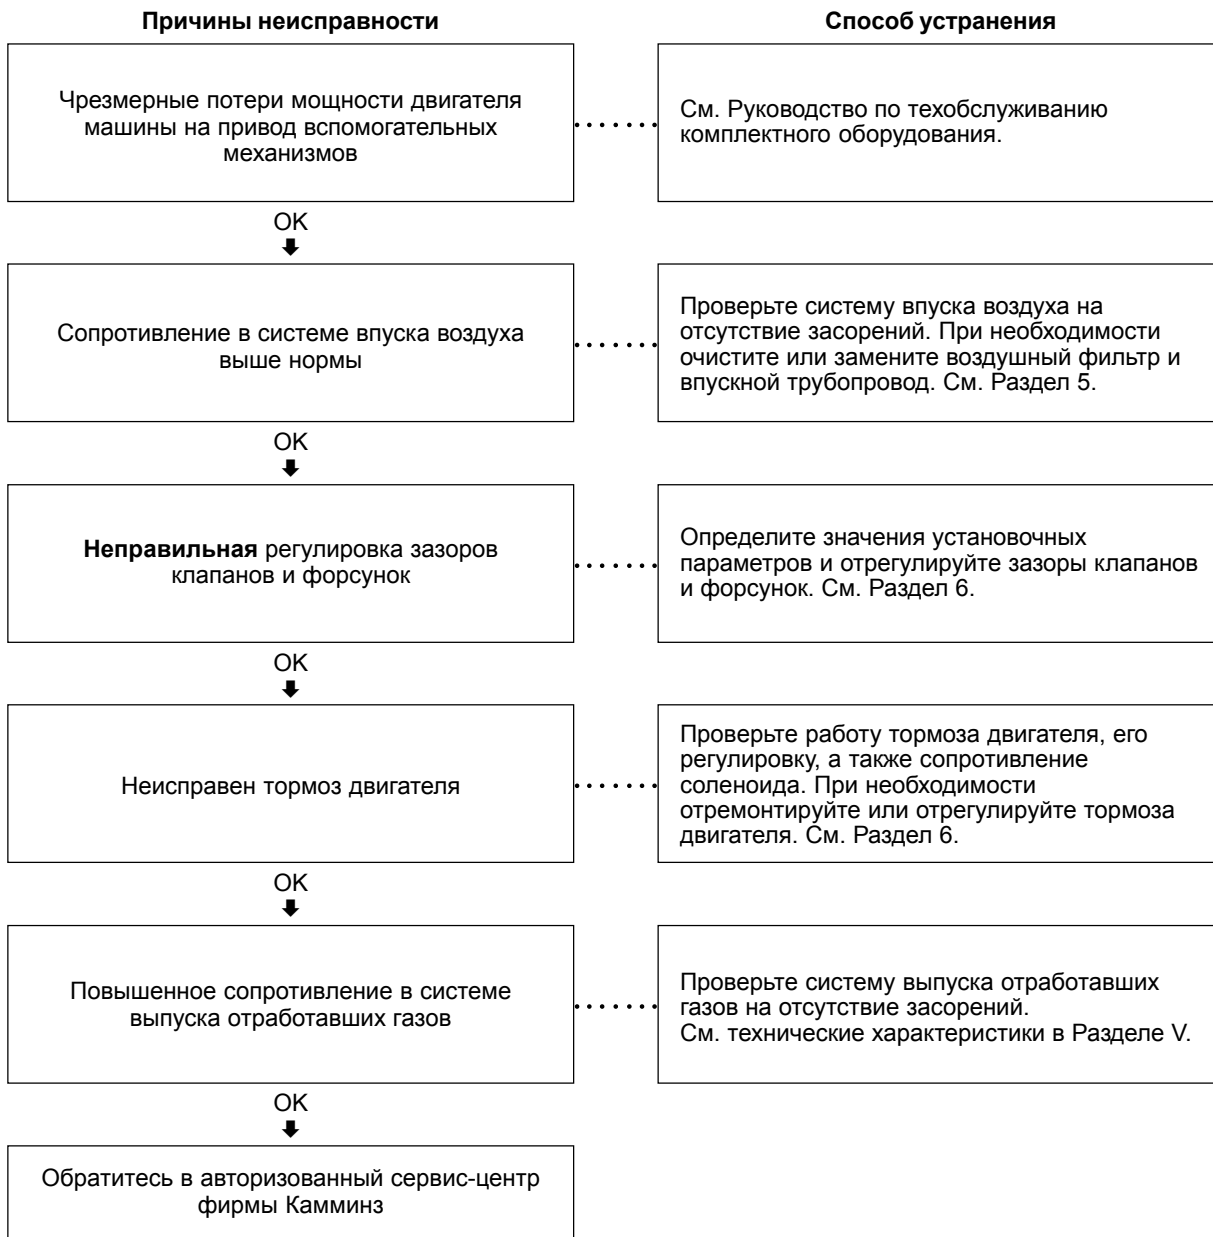 Причины неисправности
Способ устранения
Чрезмерные потери мощности двигателя
машины на привод вспомогательных
механизмов
См. Руководство по техобслуживанию
комплектного оборудования.
OK
Сопротивление в системе впуска воздуха
выше нормы
Проверьте систему впуска воздуха на
отсутствие засорений. При необходимости
очистите или замените воздушный фильтр и
впускной трубопровод. См. Раздел 5.
OK
Неправильная регулировка зазоров
клапанов и форсунок
Определите значения установочных
параметров и отрегулируйте зазоры клапанов
и форсунок. См. Раздел 6.
OK
Неисправен тормоз двигателя
Проверьте работу тормоза двигателя, его
регулировку, а также сопротивление
соленоида. При необходимости
отремонтируйте или отрегулируйте тормоза
двигателя. См. Раздел 6.
OK
Повышенное сопротивление в системе
выпуска отработавших газов
Проверьте систему выпуска отработавших
газов на отсутствие засорений.
См. технические характеристики в Разделе V.
OK
Обратитесь в авторизованный сервис-центр
фирмы Камминз